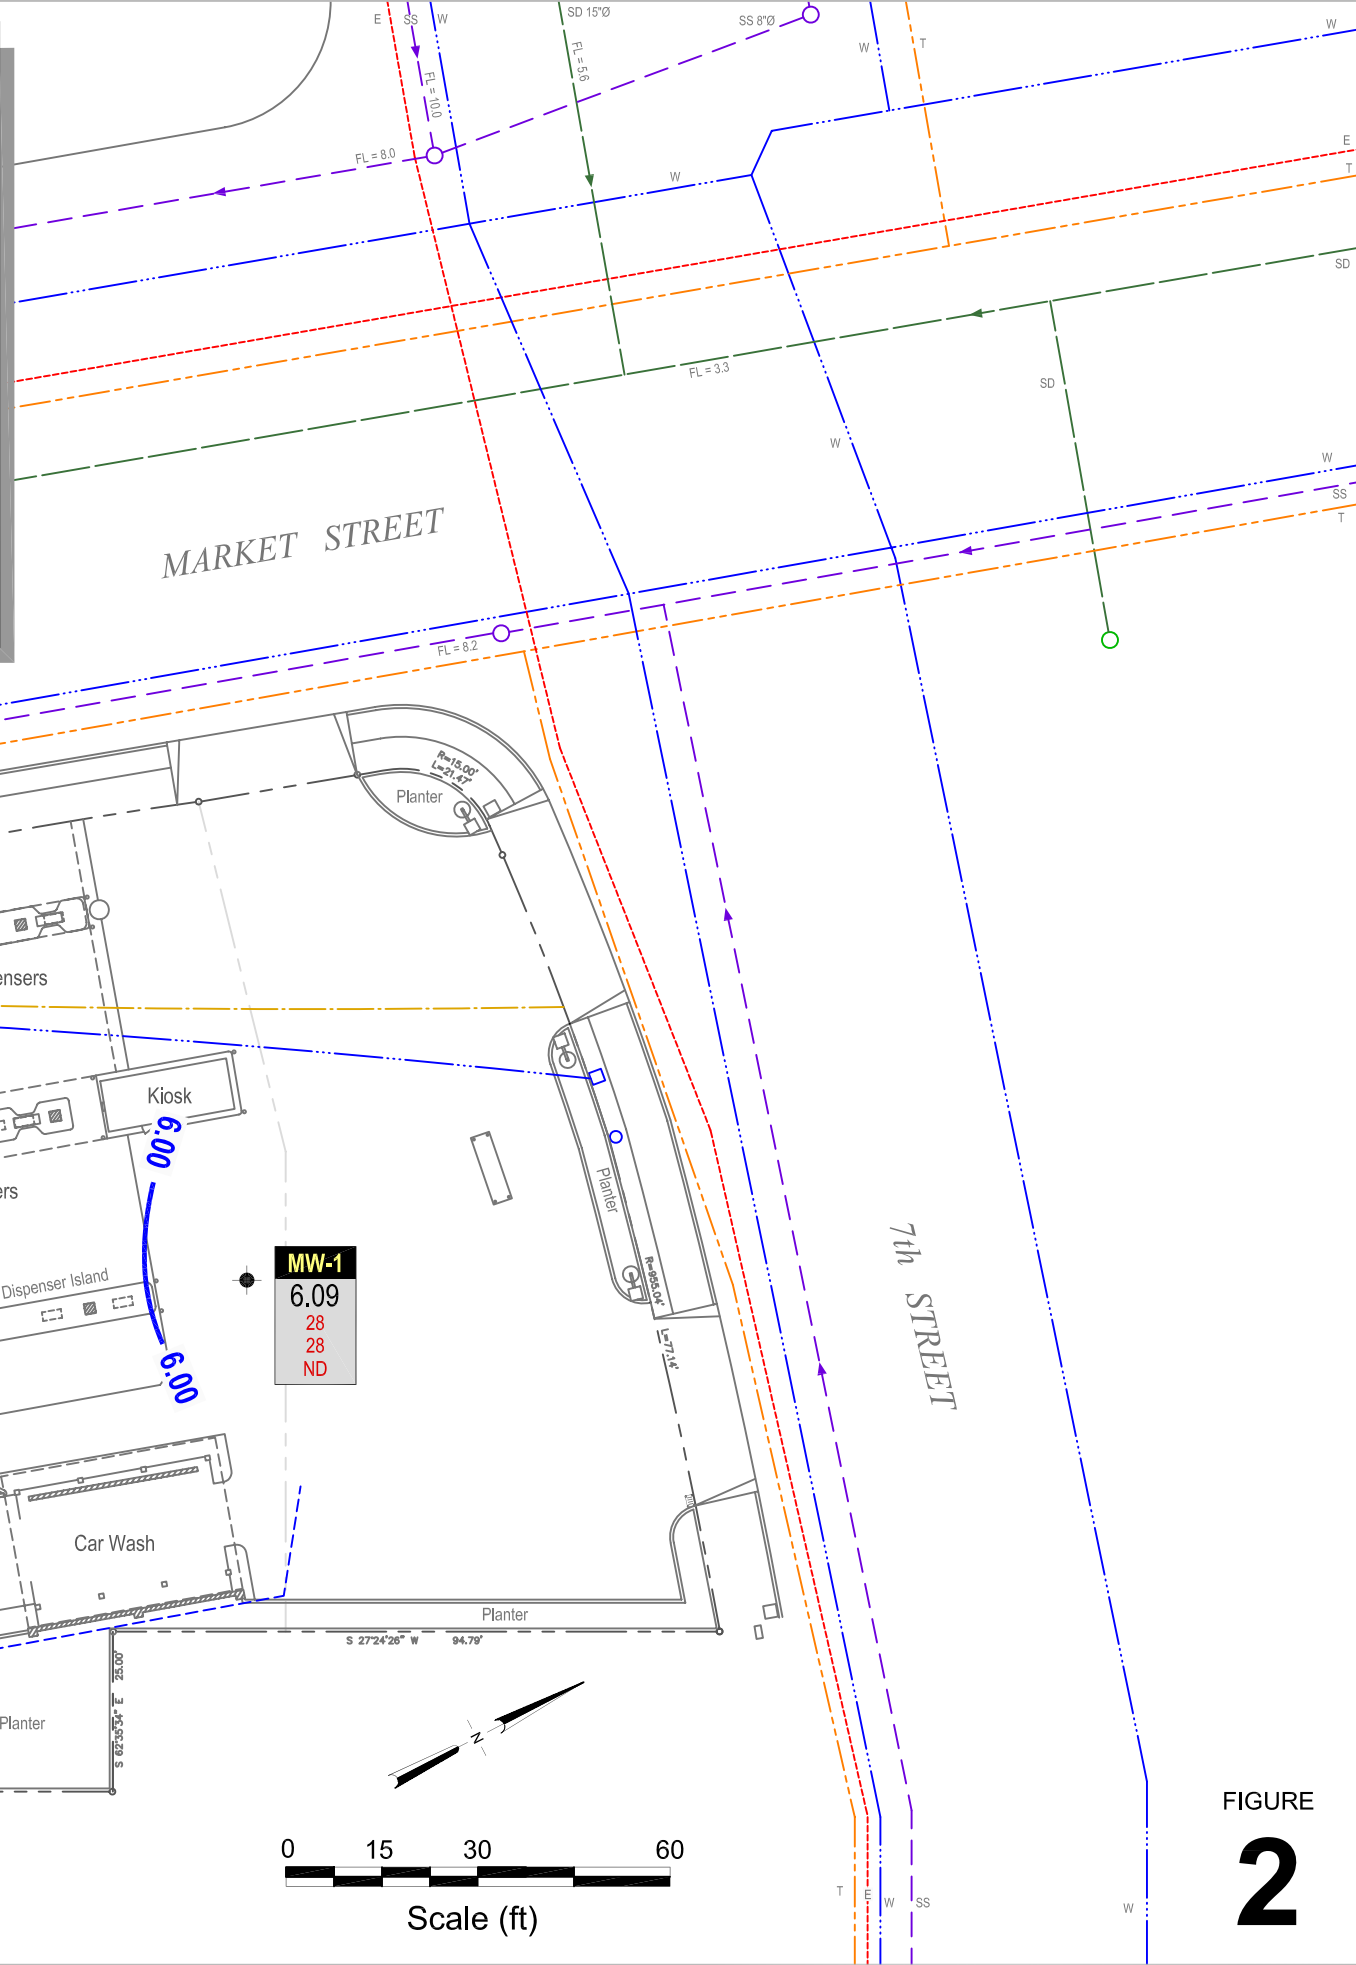 E
SS
W
SD 15"Ø
SS 8"Ø
W
T
W
FL = 5.6
FL = 10.0
FL = 8.0
W
E
T
SD
FL = 3.3
SD
W
W
SS
T
MARKET STREET
FL = 8.2
R=15.00'
L=21.47'
Planter
ensers
Kiosk
6.00
Planter
ers
7th STREET
MW-1
6.09
28
28
ND
Dispenser Island
R=955.04'
L=77.14'
6.00
Car Wash
Planter
S 27°24'26" W 94.79'
S 62°35'34" E 25.00'
Planter
N
0 15 30 60
Scale (ft)
T
E
W
SS
W
FIGURE
2